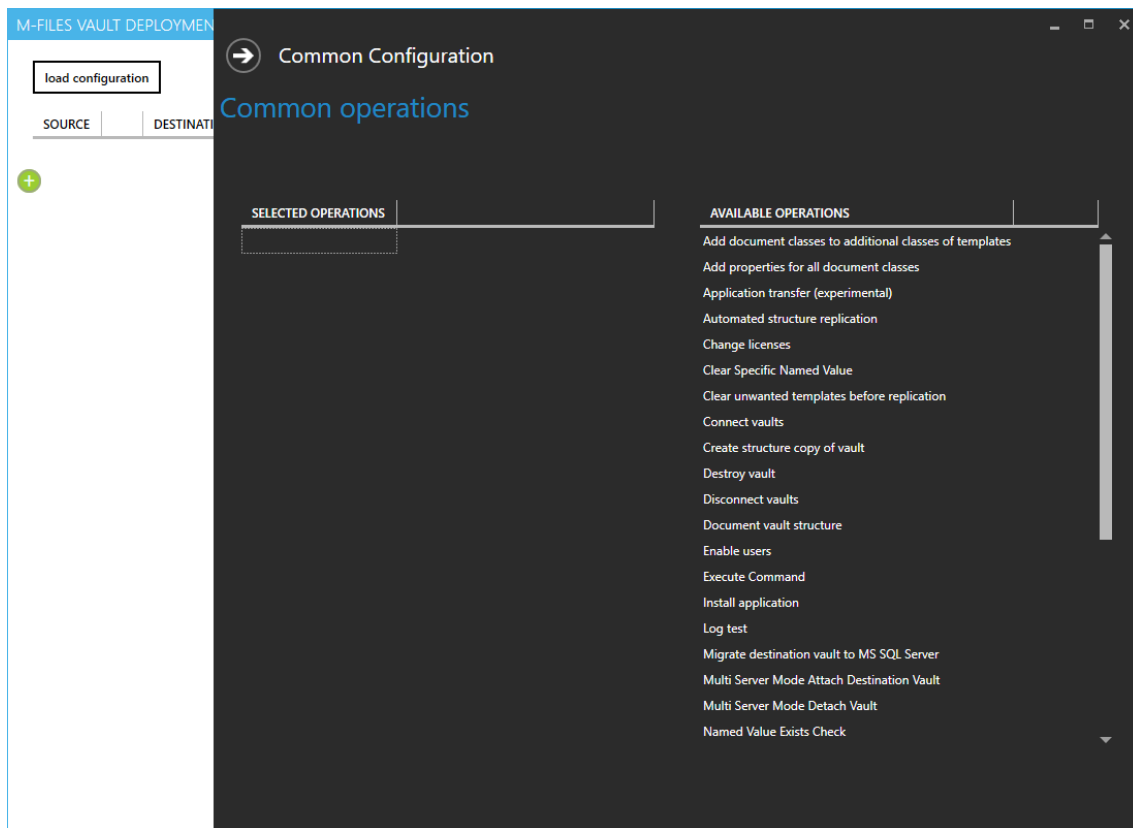 M-FILES VAULT DEPLOYMEN
Common Configuration
load configuration
Common operations
SOURCE DESTINATI
SELECTED OPERATIONS AVAILABLE OPERATIONS
Add document classes to additional classes of templates
Add properties for all document classes
Application transfer (experimental)
Automated structure replication
Change licenses
Clear Specific Named Value
Clear unwanted templates before replication
Connect vaults
Create structure copy of vault
Destroy vault
Disconnect vaults
Document vault structure
Enable users
Execute Command
Install application
Log test
Migrate destination vault to MS SQL Server
Multi Server Mode Attach Destination Vault
Multi Server Mode Detach Vault
Named Value Exists Check